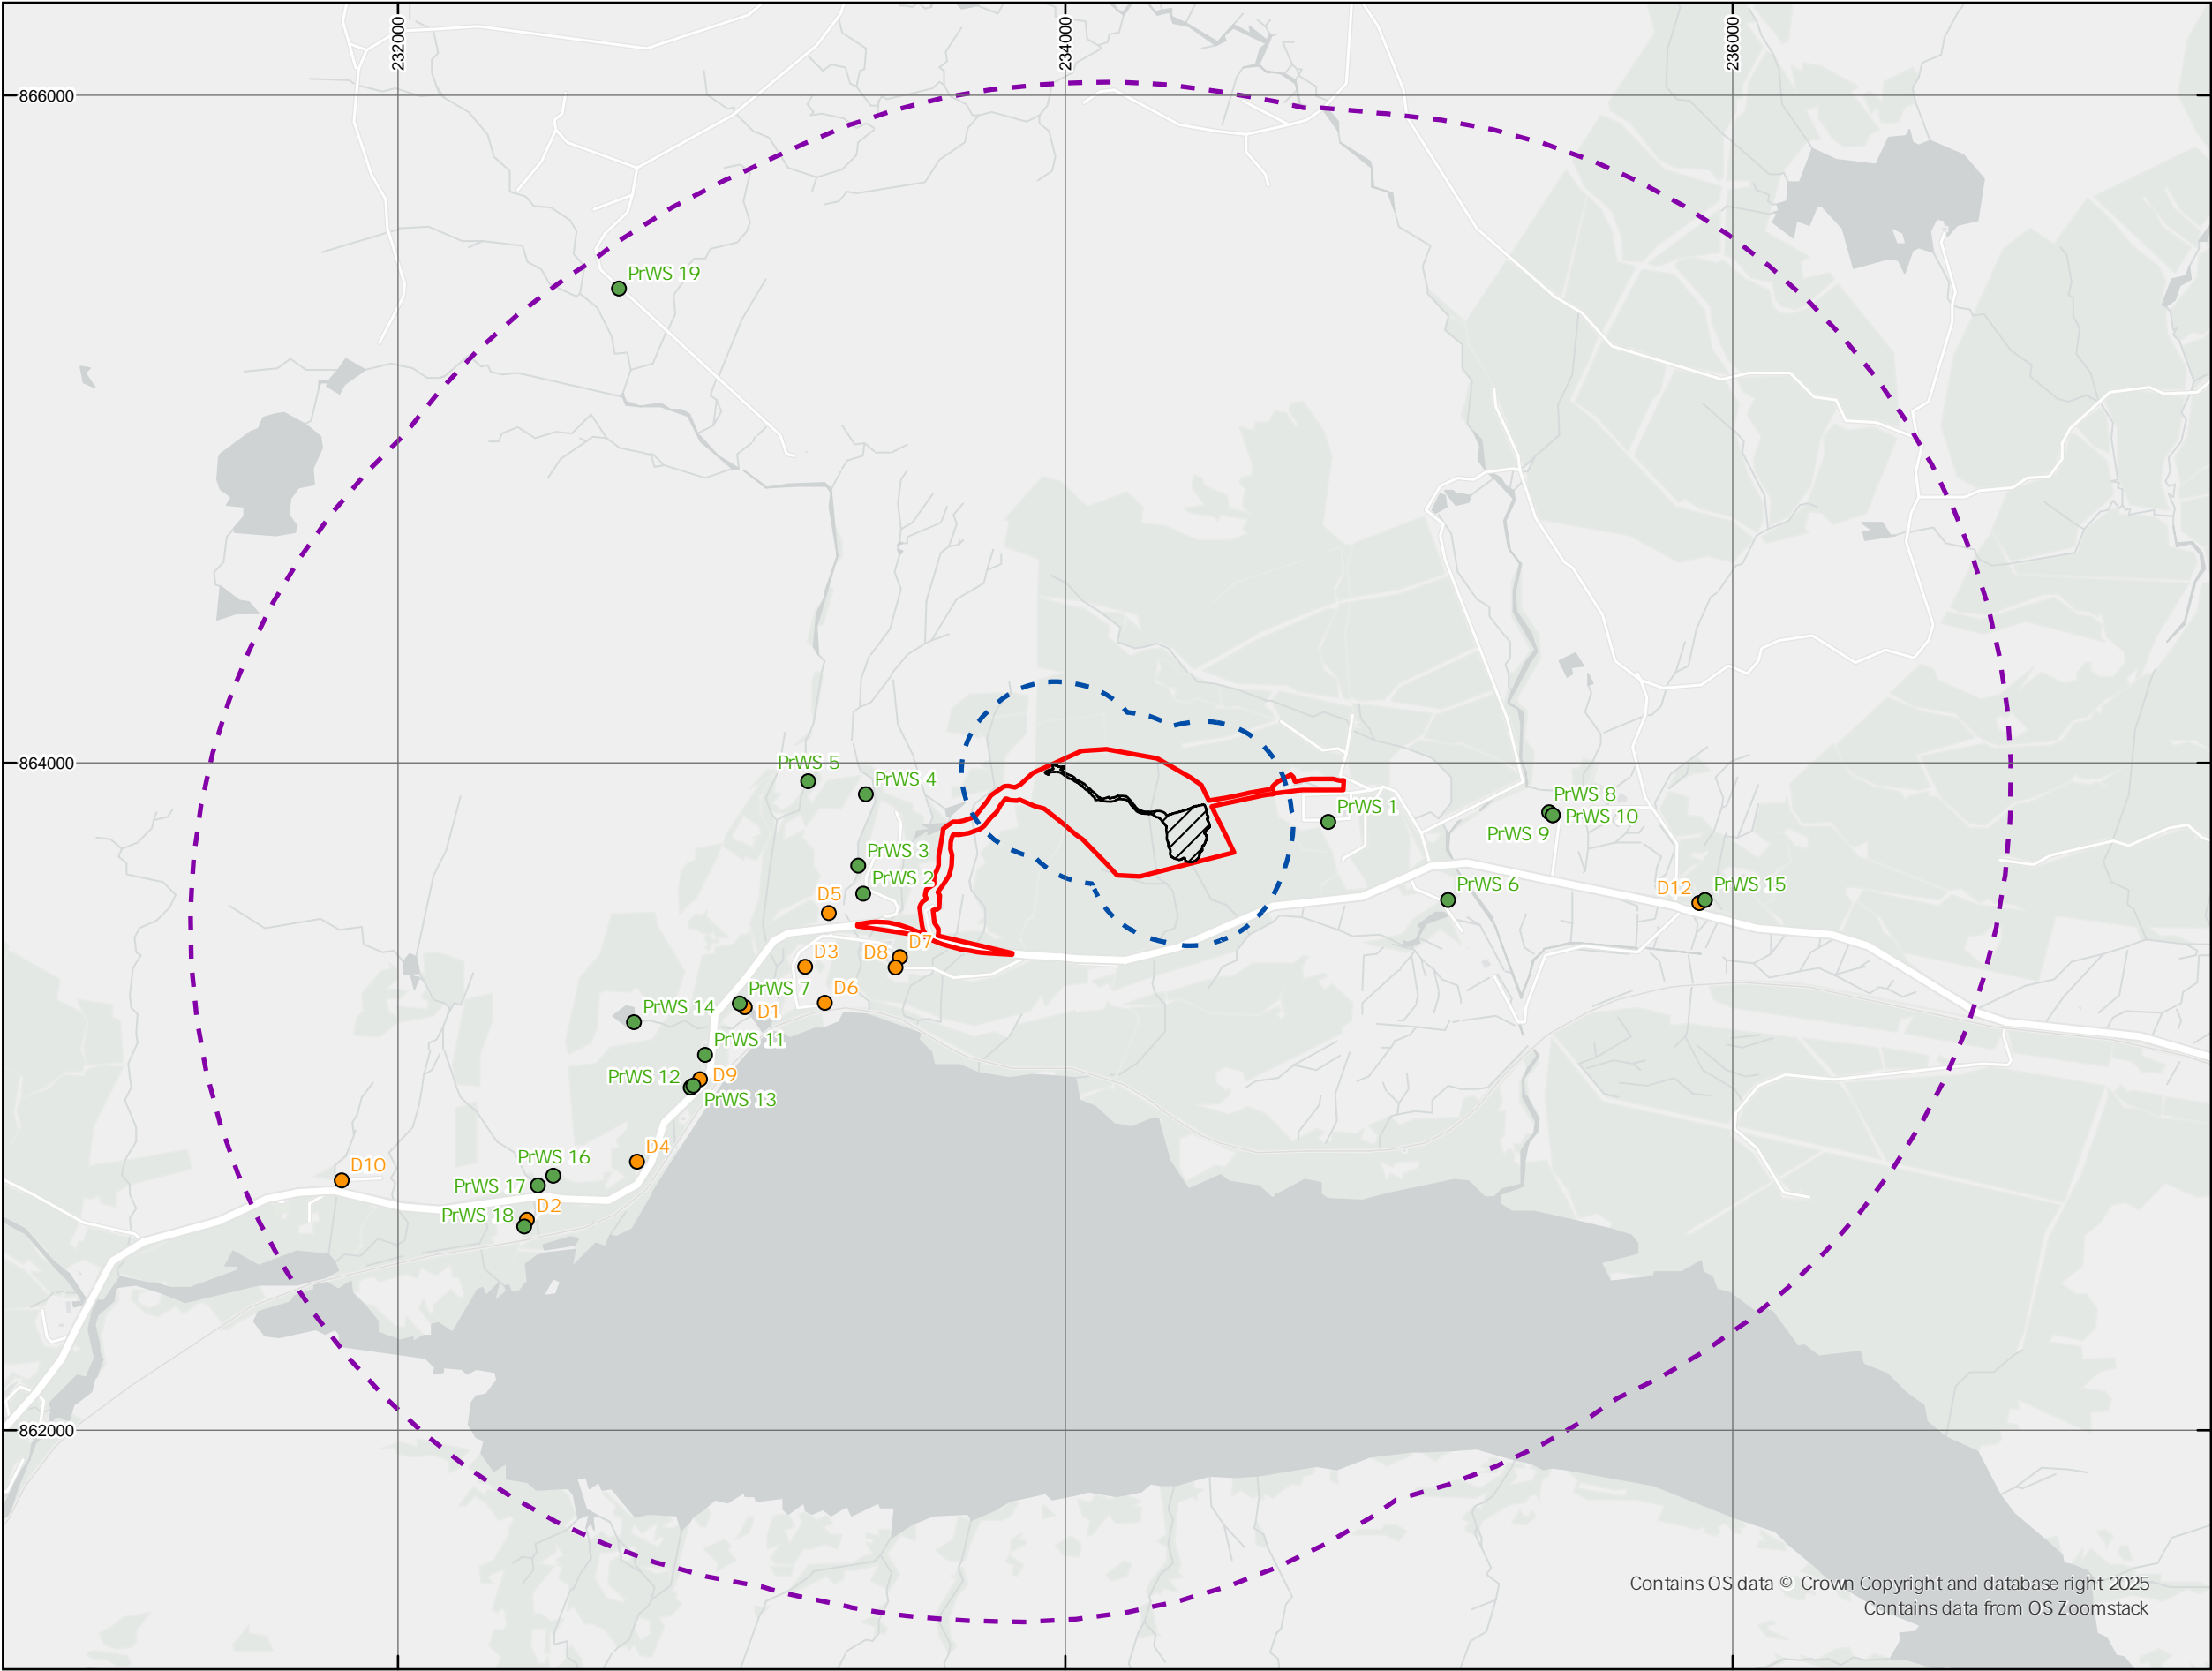 232000
234000
236000
866000
PrWS 19
864000
PrWS 5
PrWS 4
PrWS 1
PrWS 8
PrWS 9
PrWS 10
PrWS 3
PrWS 2
D5
PrWS 6
D12
PrWS 15
D7
D3
D8
PrWS 7
D6
PrWS 14
D1
PrWS 11
PrWS 12
D9
PrWS 13
D4
PrWS 16
D10
PrWS 17
D2
PrWS 18
862000
Contains OS data © Crown Copyright and database right 2025
Contains data from OS Zoomstack